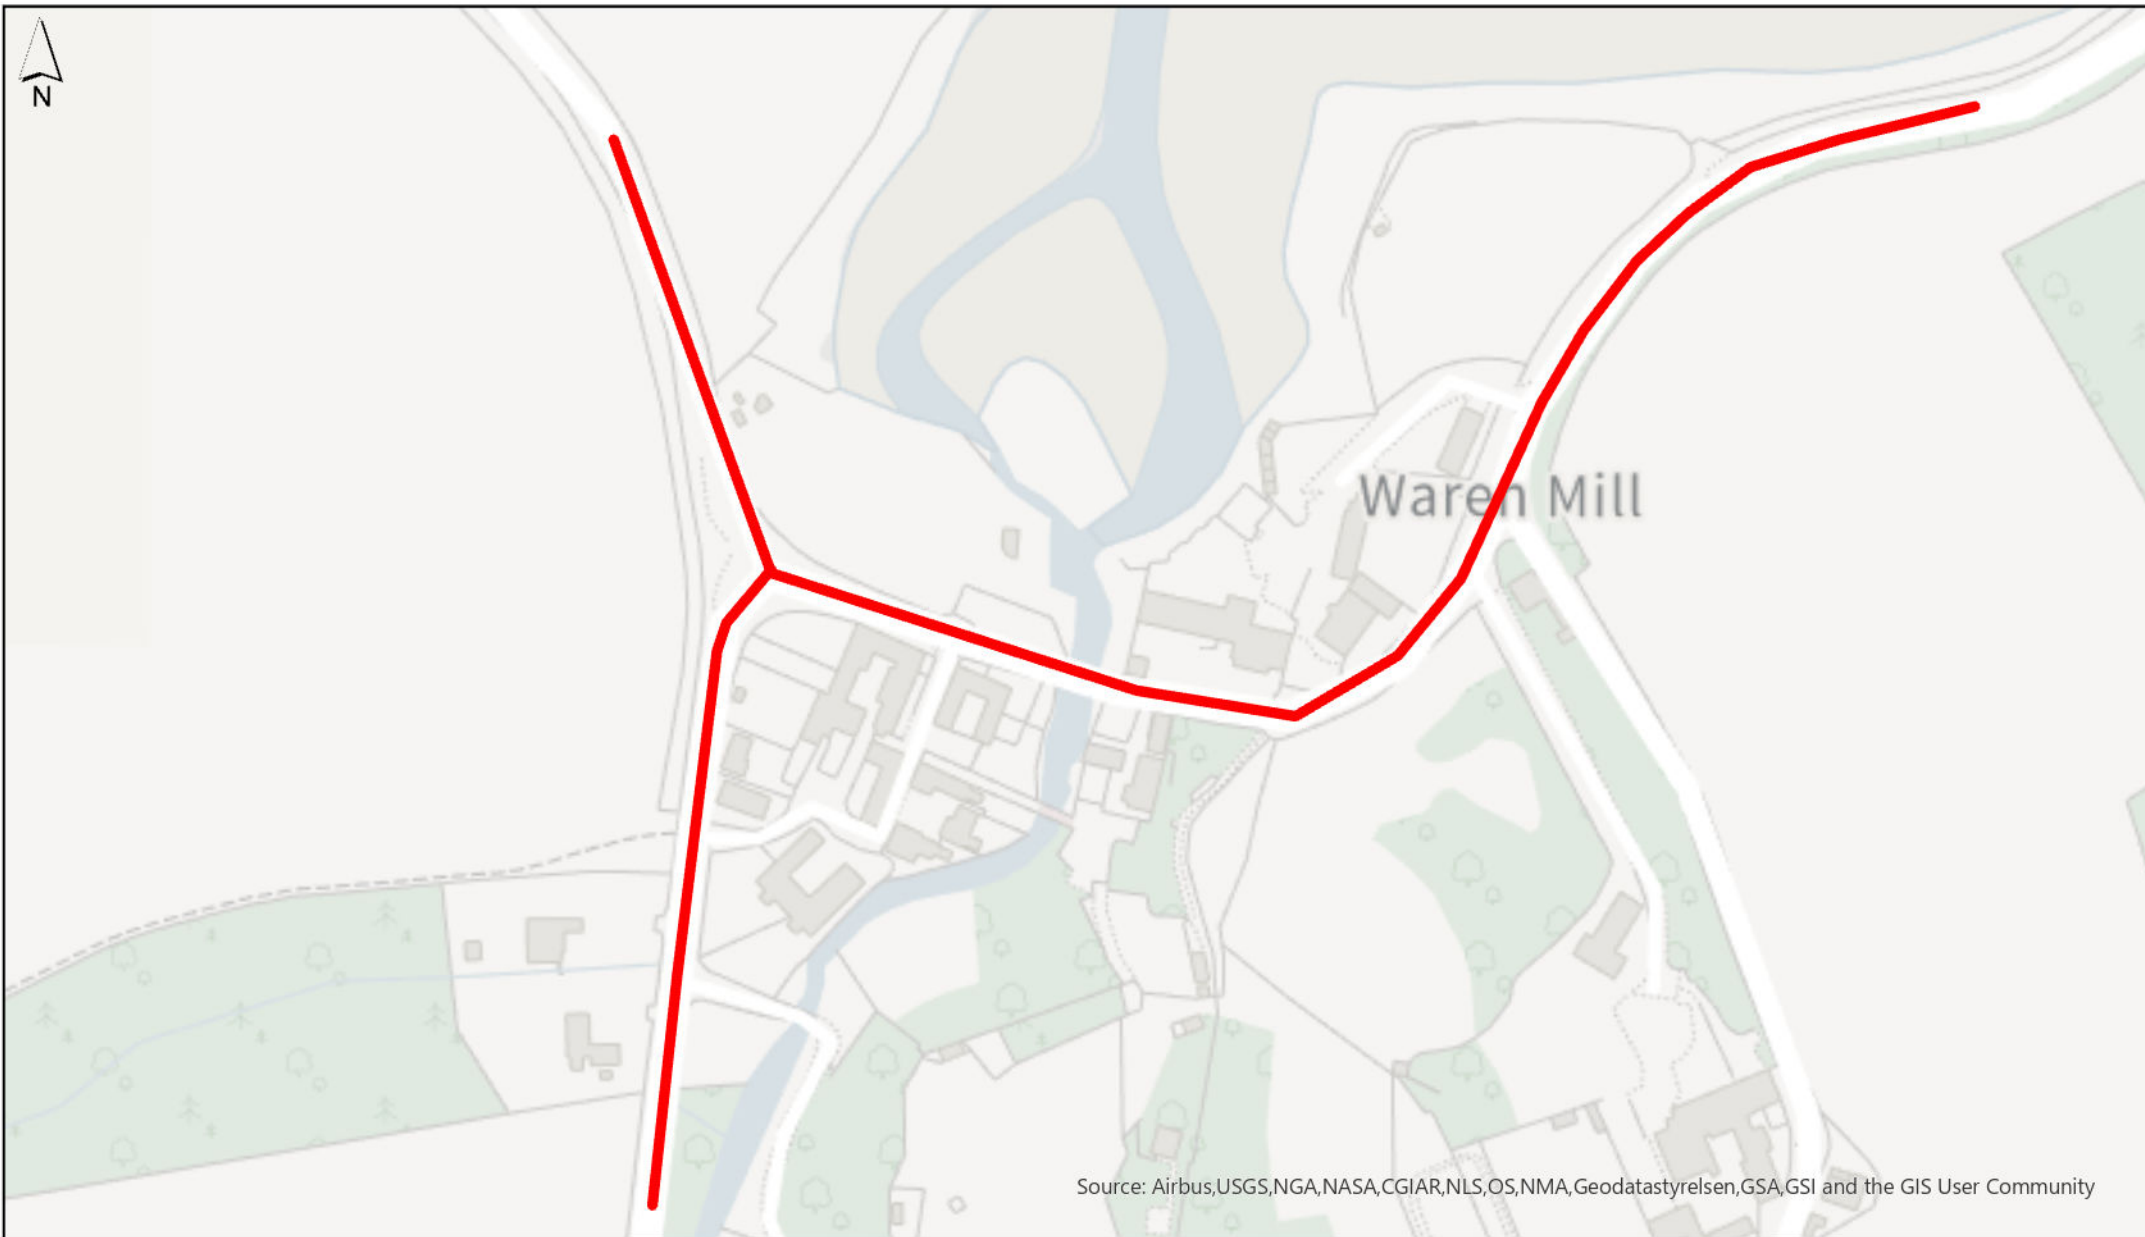 N
Waren Mill
Source: Airbus,USGS,NGA,NASA,CGIAR,NLS,OS,NMA,Geodatastyrelsen,GSA,GSI and the GIS User Community